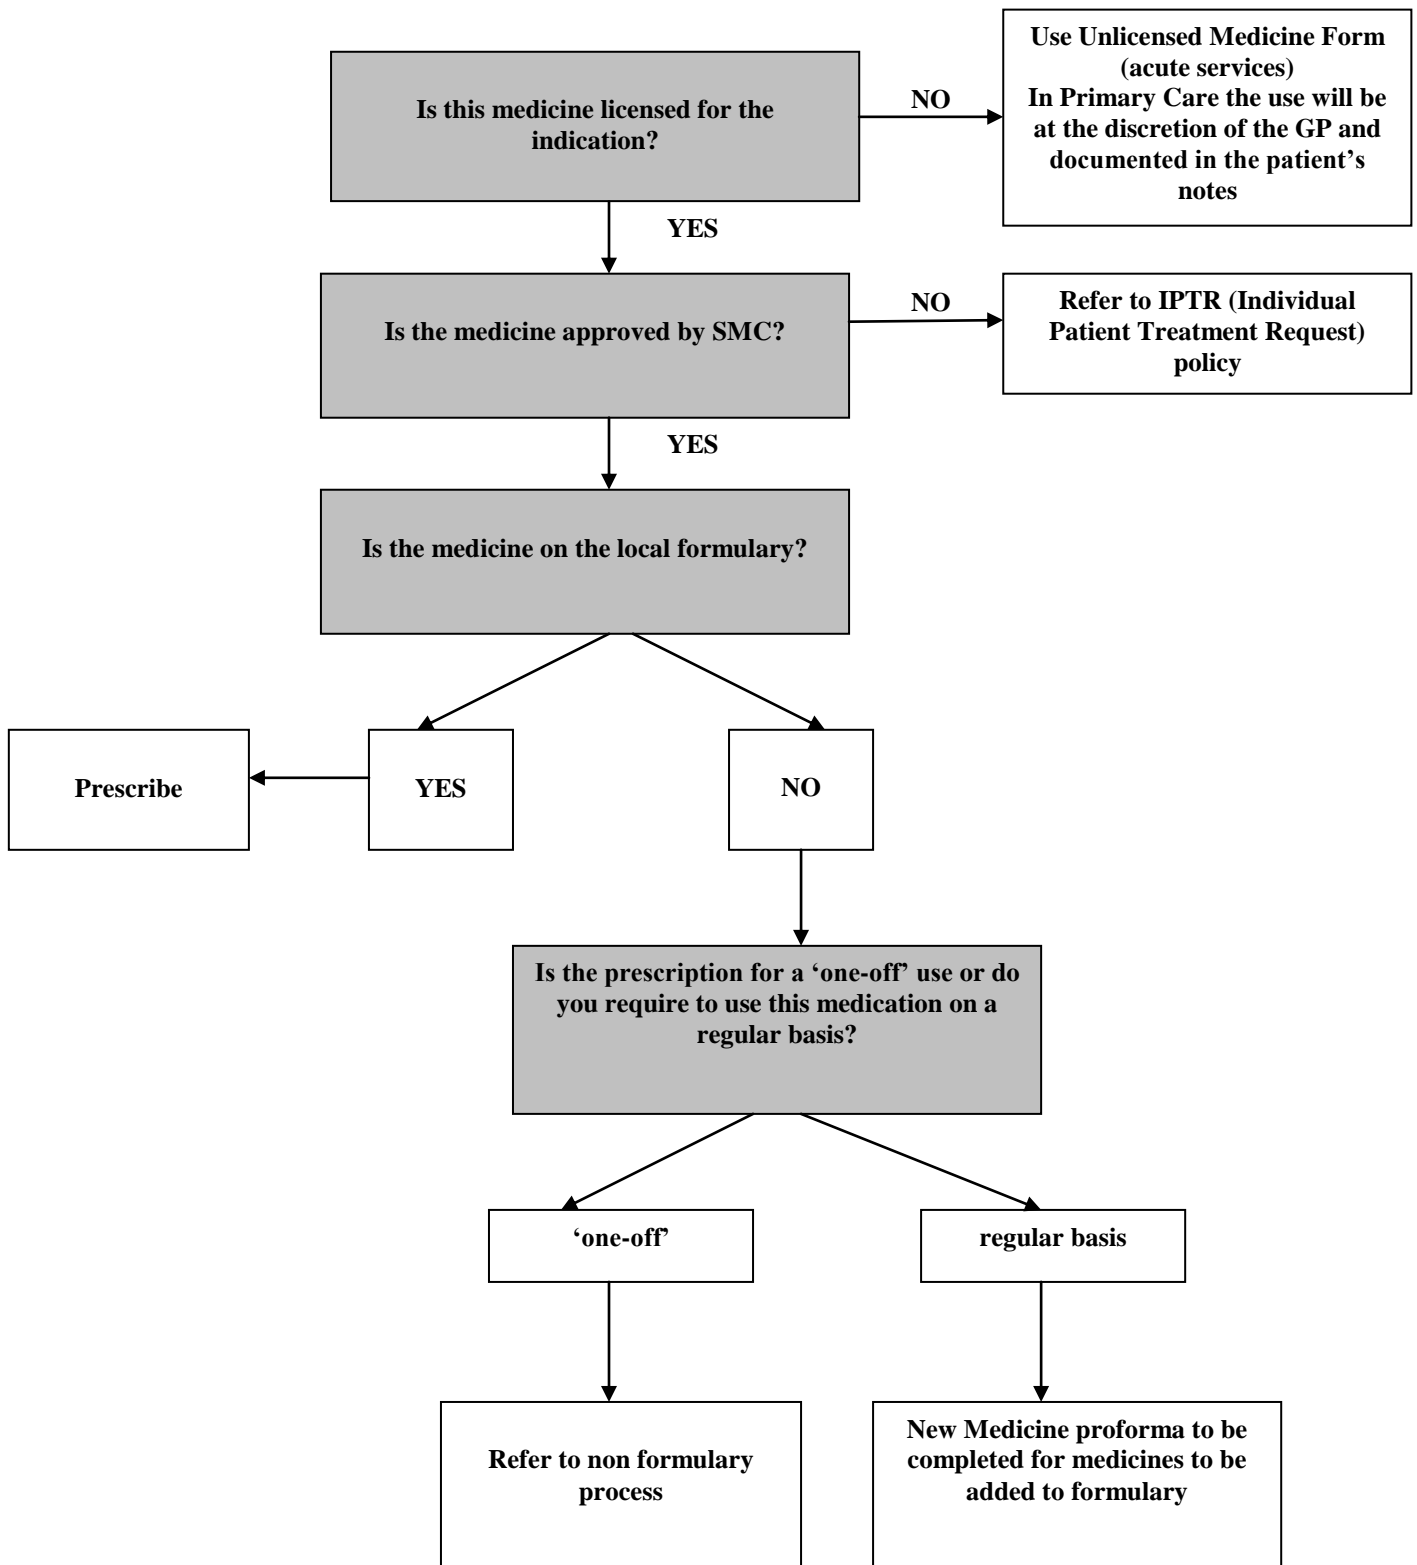 Use Unlicensed Medicine Form
(acute services)
In Primary Care the use will be
at the discretion of the GP and
documented in the patient’s
notes
Is this medicine licensed for the
indication?
NO
YES
Is the medicine approved by SMC?
NO
Refer to IPTR (Individual
Patient Treatment Request)
policy
YES
Is the medicine on the local formulary?
Prescribe
YES
NO
Is the prescription for a ‘one-off’ use or do
you require to use this medication on a
regular basis?
‘one-off’
regular basis
Refer to non formulary
process
New Medicine proforma to be
completed for medicines to be
added to formulary